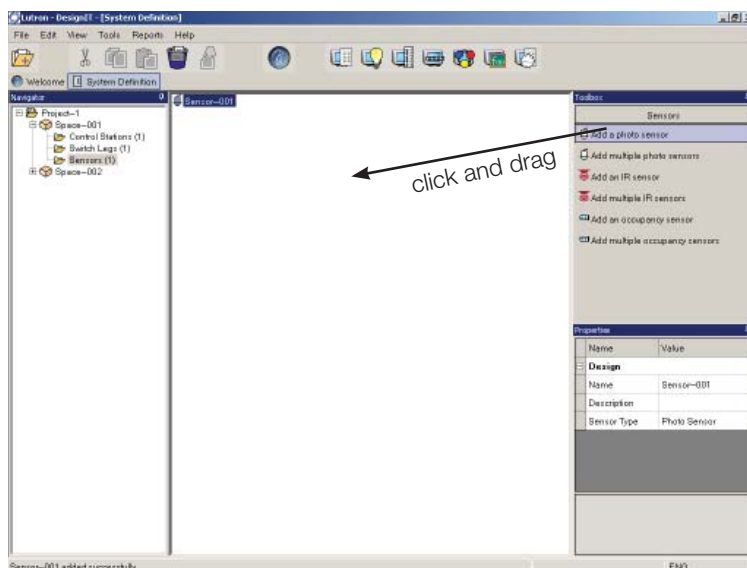 Lutron - DesignIT - [System Definition]
File Edit View Tools Reports Help
Welcome System Definition
Navigator
Project-1
Space-001
Control Stations (1)
Switch Legs (1)
Sensors (1)
Space-002
Sensor-001
click and drag
Toolbox
Sensors
Add a photo sensor
Add multiple photo sensors
Add an IR sensor
Add multiple IR sensors
Add an occupancy sensor
Add multiple occupancy sensors
Properties
Name Value
Design
Name Sensor-001
Description
Sensor Type Photo Sensor
Sensor-001 added successfully
ENG